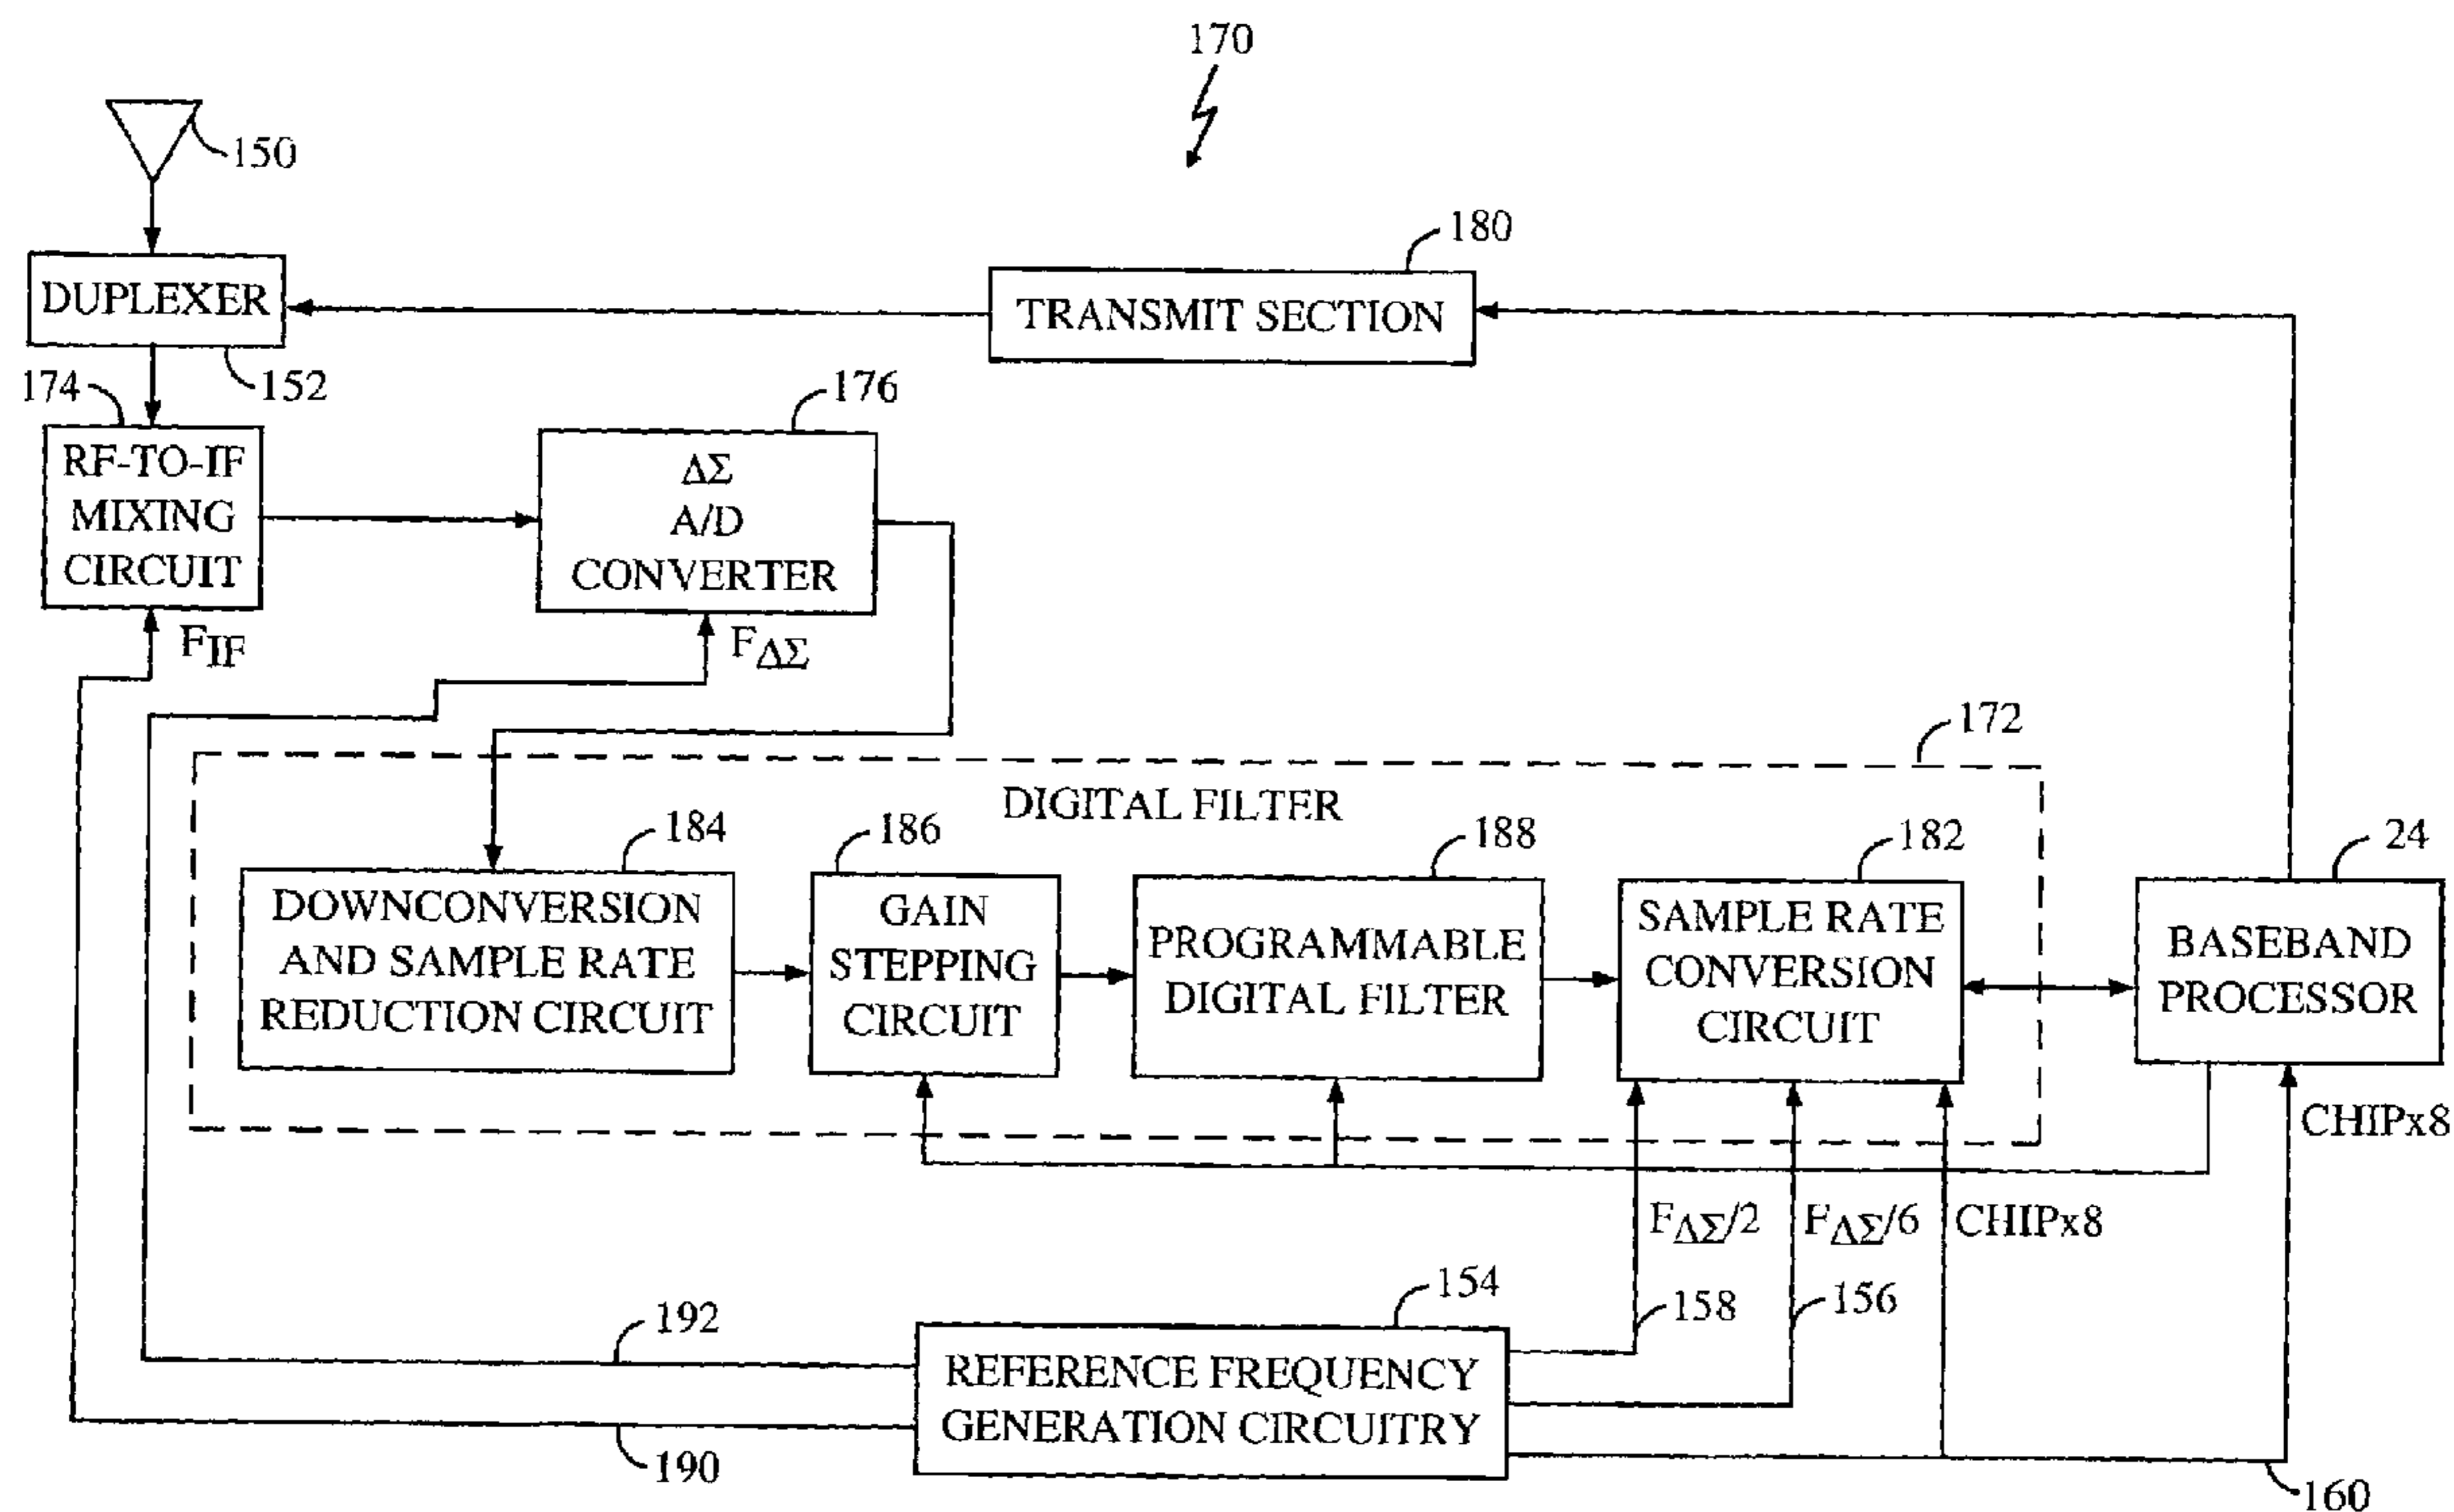 170
150
180
DUPLEXER
TRANSMIT SECTION
174
152
176
RF-TO-IF
MIXING
CIRCUIT
ΔΣ
A/D
CONVERTER
FIF
FΔΣ
172
DIGITAL FILTER
184
186
188
182
24
DOWNCONVERSION
AND SAMPLE RATE
REDUCTION CIRCUIT
GAIN
STEPPING
CIRCUIT
PROGRAMMABLE
DIGITAL FILTER
SAMPLE RATE
CONVERSION
CIRCUIT
BASEBAND
PROCESSOR
CHIPx8
FΔΣ/2
FΔΣ/6
CHIPx8
154
158
156
192
REFERENCE FREQUENCY
GENERATION CIRCUITRY
190
160